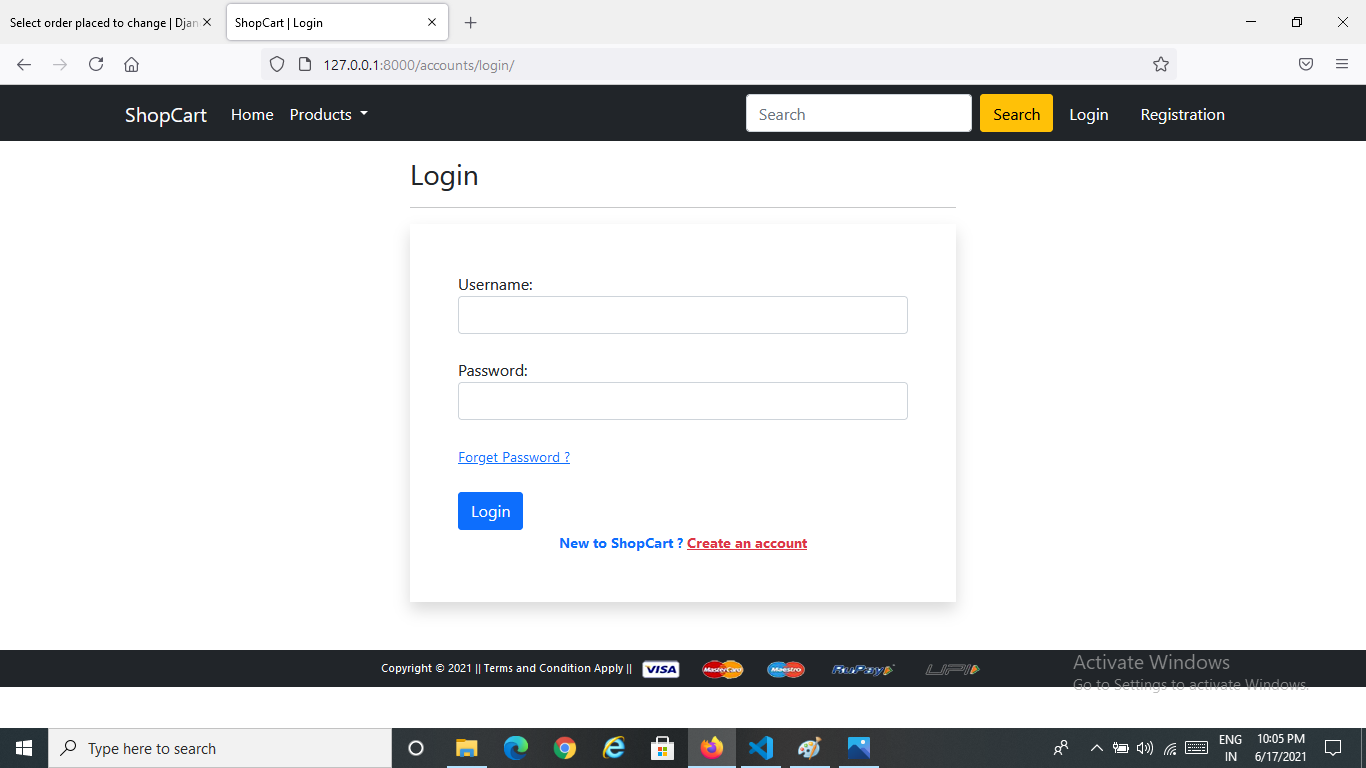 Select order placed to change | Djan
ShopCart | Login
127.0.0.1:8000/accounts/login/
ShopCart Home Products Search Search Login Registration
Login
Username:
Password:
Forget Password ?
Login
New to ShopCart ? Create an account
Copyright © 2021 || Terms and Condition Apply || VISA MasterCard Maestro RuPay UPI
Activate Windows
Go to Settings to activate Windows.
Type here to search
ENG
IN
10:05 PM
6/17/2021